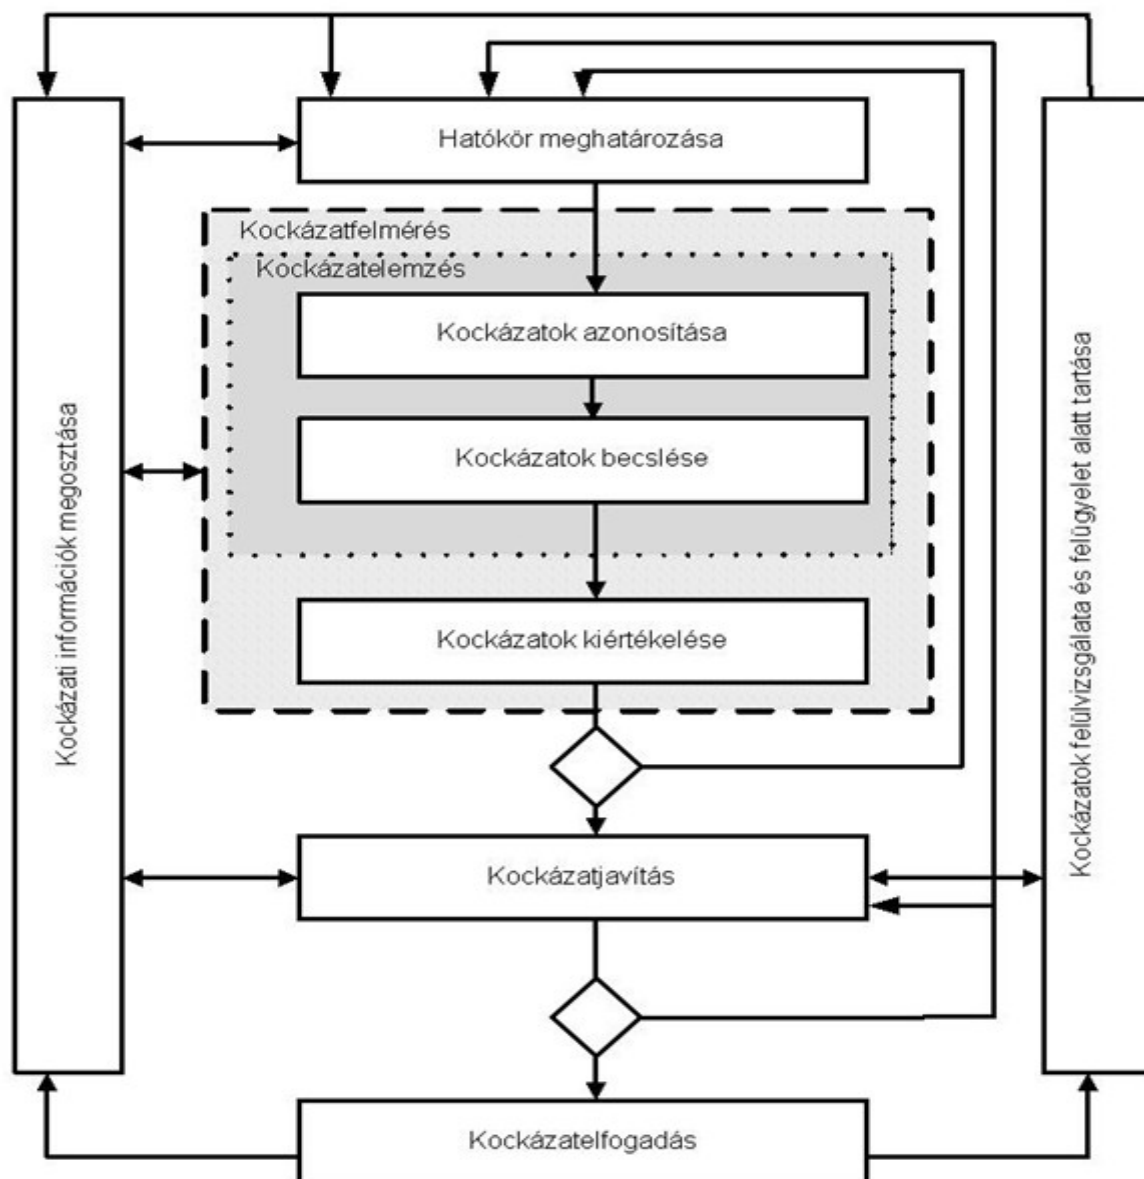 Hatókör meghatározása
Kockázatfelmérés
Kockázatelemzés
Kockázatok azonosítása
Kockázatok becslése
Kockázatok kiértékelése
Kockázatjavítás
Kockázatelfogadás
Kockázati információk megosztása
Kockázatok felülvizsgálata és felügyelet alatt tartása